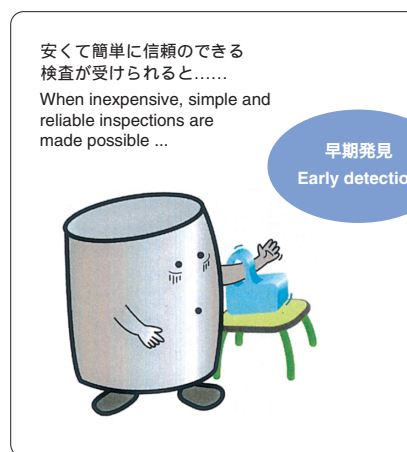 安くて簡単に信頼のできる
検査が受けられると……
When inexpensive, simple and
reliable inspections are
made possible ...
早期発見
Early detectio